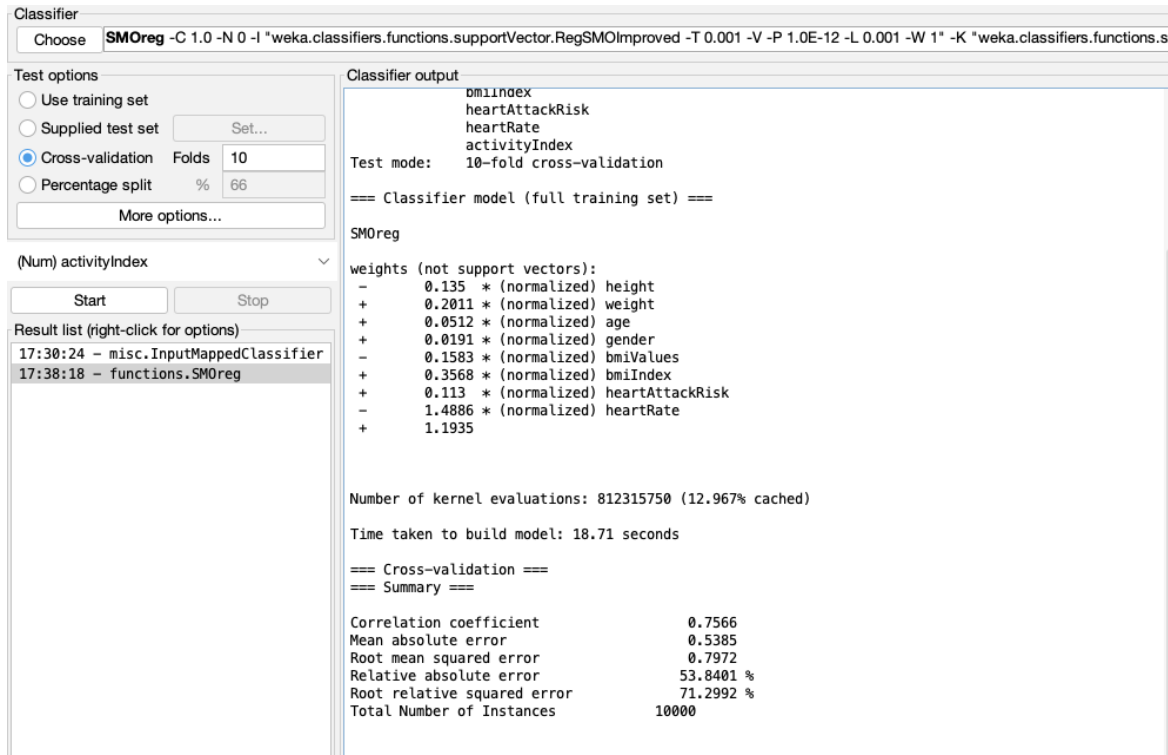 Classifier
Choose SMOreg -C 1.0 -N 0 -I "weka.classifiers.functions.supportVector.RegSMOImproved -T 0.001 -V -P 1.0E-12 -L 0.001 -W 1" -K "weka.classifiers.functions.s
Test options
Use training set
Supplied test set Set...
Cross-validation Folds 10
Percentage split % 66
More options...
(Num) activityIndex
Start Stop
Result list (right-click for options)
17:30:24 – misc.InputMappedClassifier
17:38:18 – functions.SMOreg
Classifier output
bmiIndex
heartAttackRisk
heartRate
activityIndex
Test mode: 10-fold cross-validation
=== Classifier model (full training set) ===
SMOreg
weights (not support vectors):
- 0.135 * (normalized) height
+ 0.2011 * (normalized) weight
+ 0.0512 * (normalized) age
+ 0.0191 * (normalized) gender
- 0.1583 * (normalized) bmiValues
+ 0.3568 * (normalized) bmiIndex
+ 0.113 * (normalized) heartAttackRisk
- 1.4886 * (normalized) heartRate
+ 1.1935
Number of kernel evaluations: 812315750 (12.967% cached)
Time taken to build model: 18.71 seconds
=== Cross-validation ===
=== Summary ===
Correlation coefficient 0.7566
Mean absolute error 0.5385
Root mean squared error 0.7972
Relative absolute error 53.8401 %
Root relative squared error 71.2992 %
Total Number of Instances 10000